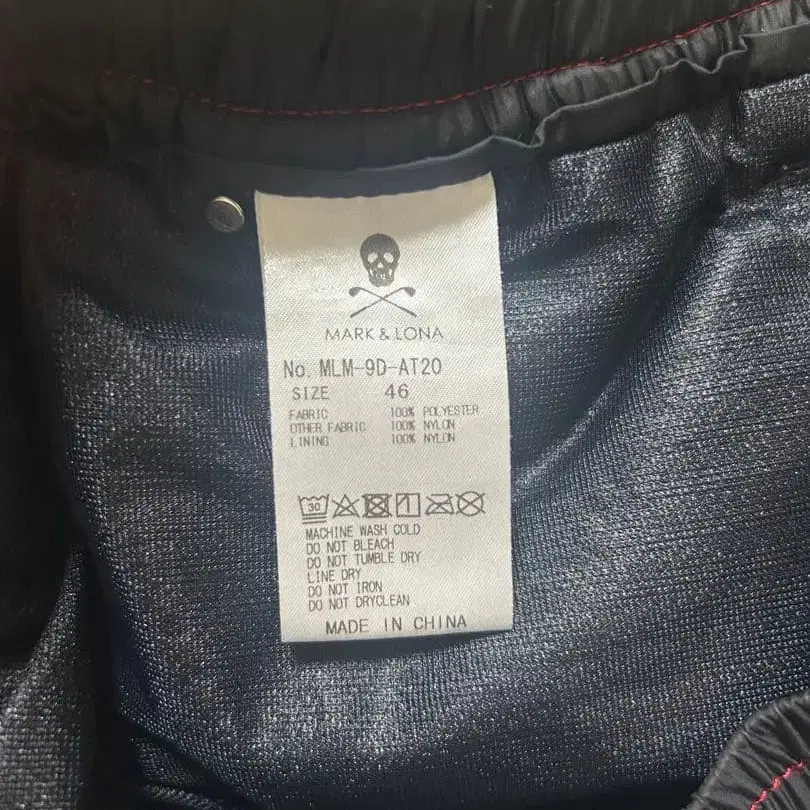 MARK & LONA
No. MLM-9D-AT20
SIZE 46
FABRIC 100% POLYESTER
OTHER FABRIC 100% NYLON
LINING 100% NYLON
30 1
MACHINE WASH COLD
DO NOT BLEACH
DO NOT TUMBLE DRY
LINE DRY
DO NOT IRON
DO NOT DRYCLEAN
MADE IN CHINA